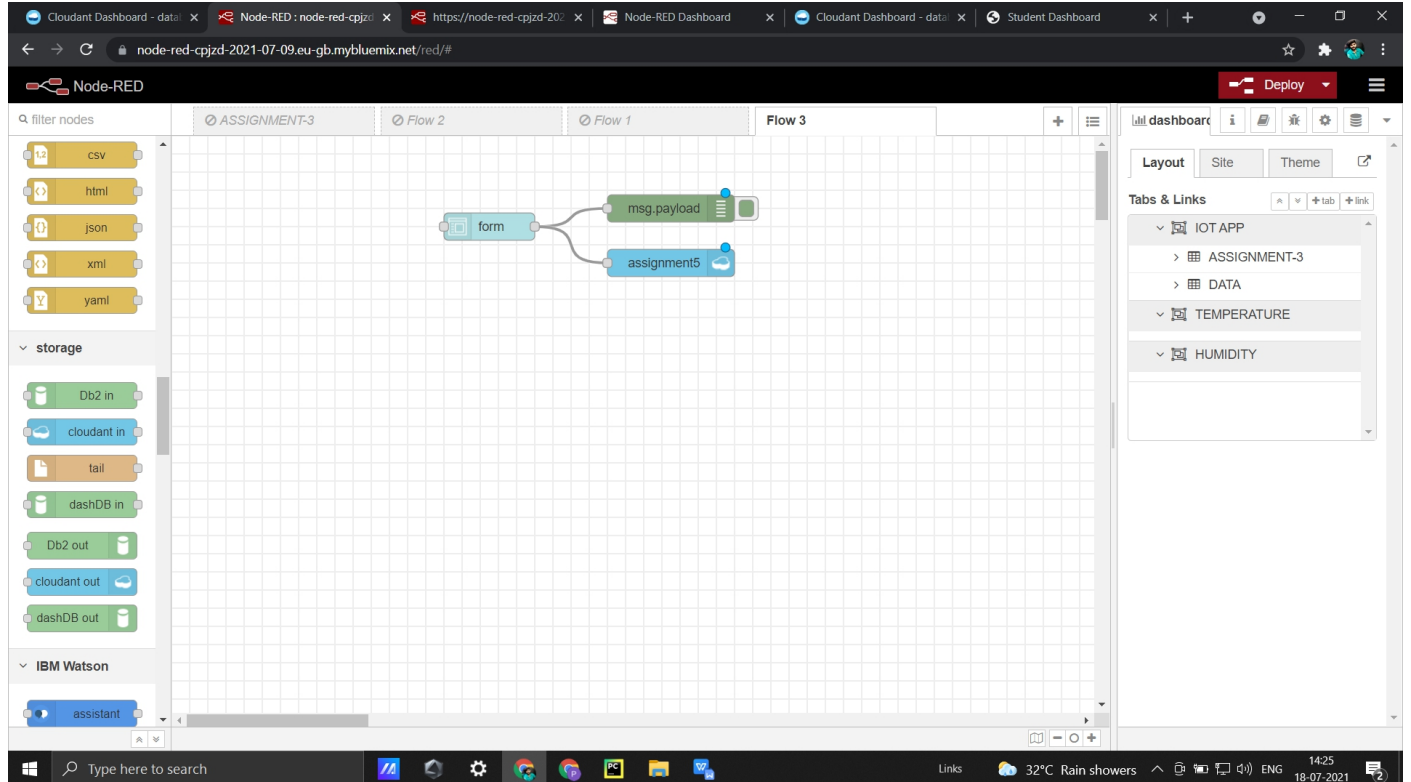 Cloudant Dashboard - data
Node-RED : node-red-cpjzd
https://node-red-cpjzd-202
Node-RED Dashboard
Cloudant Dashboard - data
Student Dashboard
node-red-cpjzd-2021-07-09.eu-gb.mybluemix.net/red/#
Node-RED
Deploy
filter nodes
ASSIGNMENT-3
Flow 2
Flow 1
Flow 3
dashboard
csv
html
json
xml
yaml
storage
Db2 in
cloudant in
tail
dashDB in
Db2 out
cloudant out
dashDB out
IBM Watson
assistant
form
msg.payload
assignment5
Layout
Site
Theme
Tabs & Links
+ tab
+ link
IOT APP
ASSIGNMENT-3
DATA
TEMPERATURE
HUMIDITY
Type here to search
Links
32°C Rain showers
ENG
14:25
18-07-2021
2